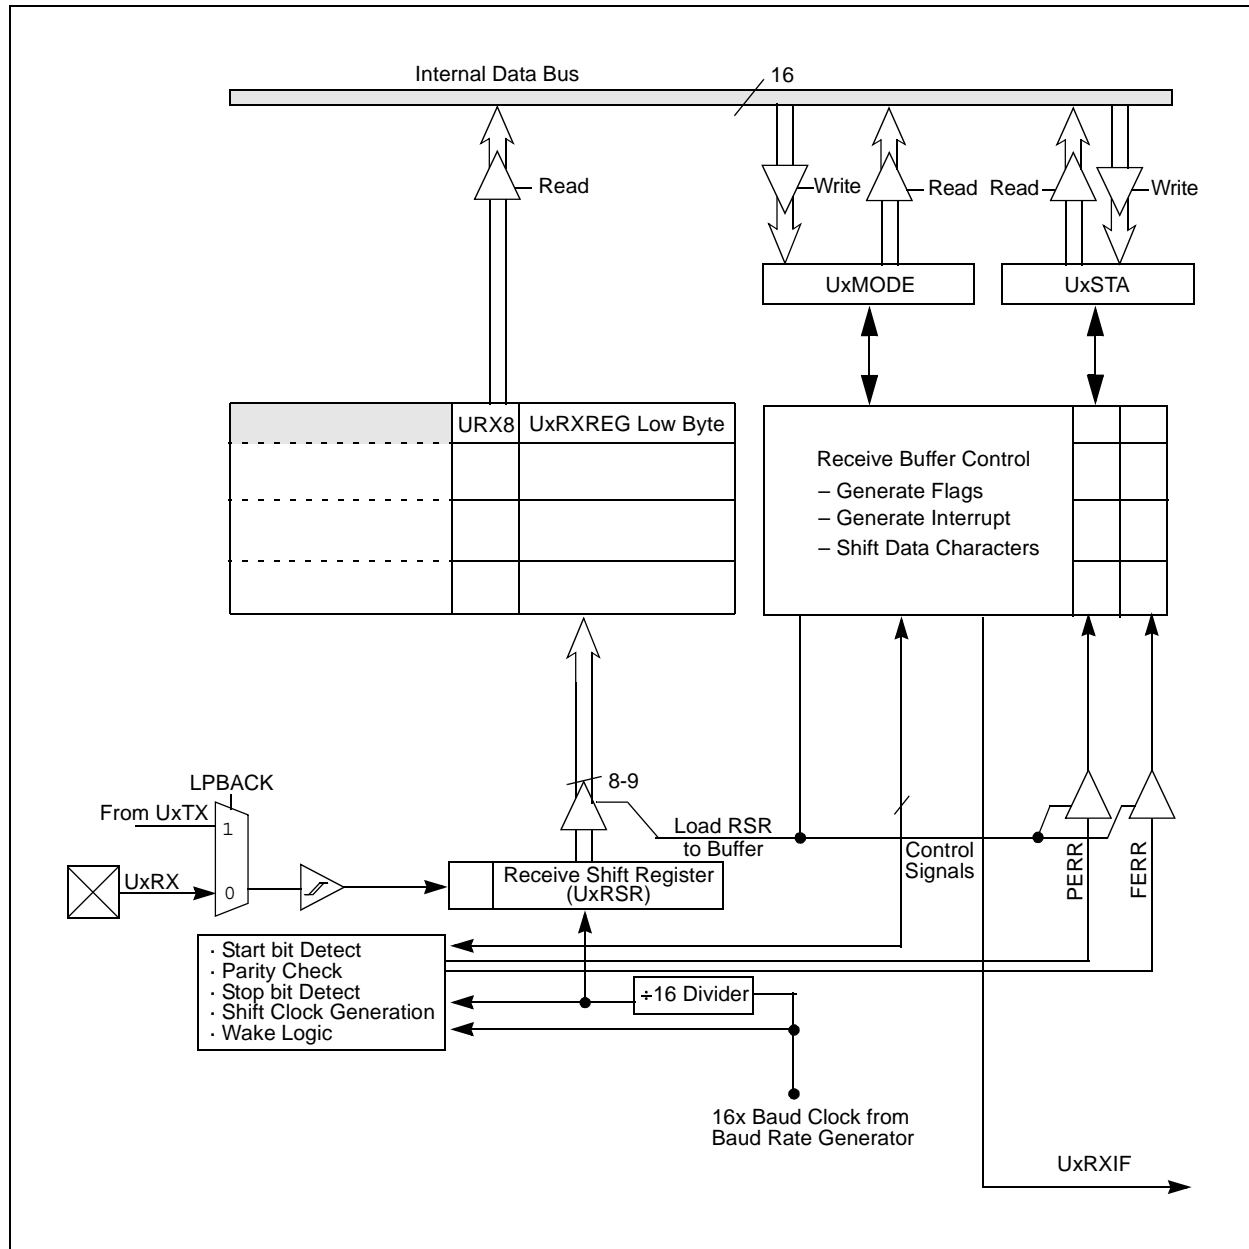 Internal Data Bus
16
Read
Write
Read
Read
Write
UxMODE
UxSTA
URX8
UxRXREG Low Byte
Receive Buffer Control
– Generate Flags
– Generate Interrupt
– Shift Data Characters
LPBACK
From UxTX
1
UxRX
0
8-9
Load RSR
to Buffer
Control
Signals
PERR
FERR
Receive Shift Register
(UxRSR)
· Start bit Detect
· Parity Check
· Stop bit Detect
· Shift Clock Generation
· Wake Logic
÷16 Divider
16x Baud Clock from
Baud Rate Generator
UxRXIF